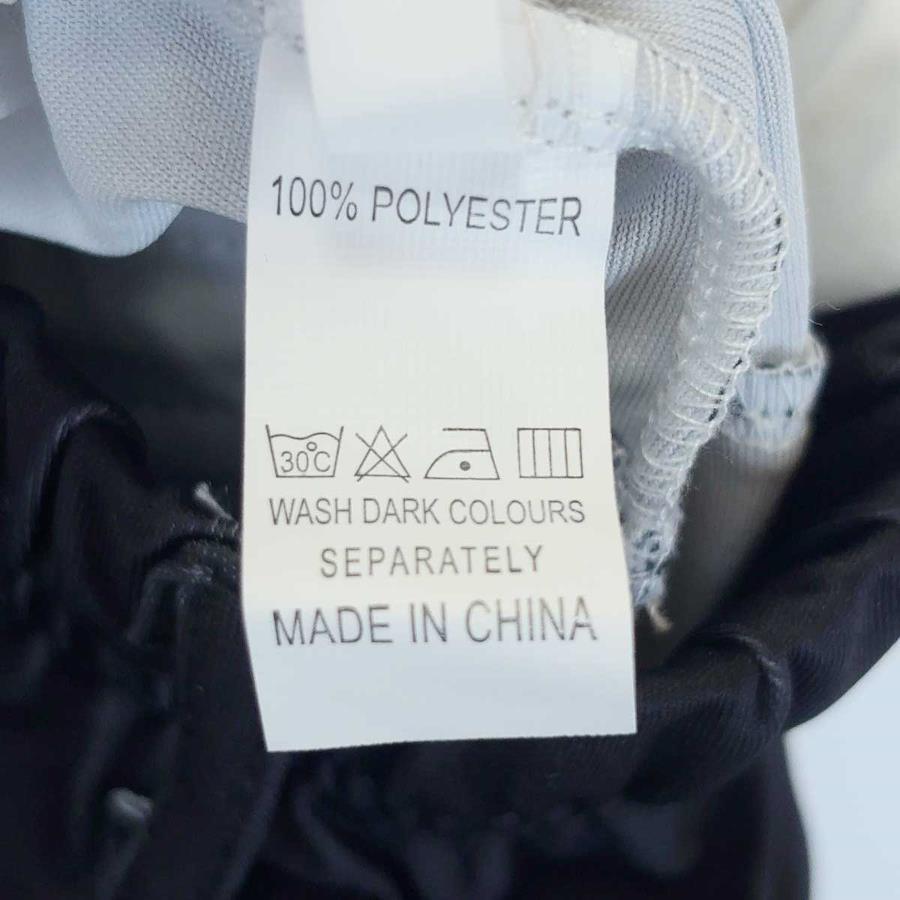 100% POLYESTER
30°C
WASH DARK COLOURS
SEPARATELY
MADE IN CHINA